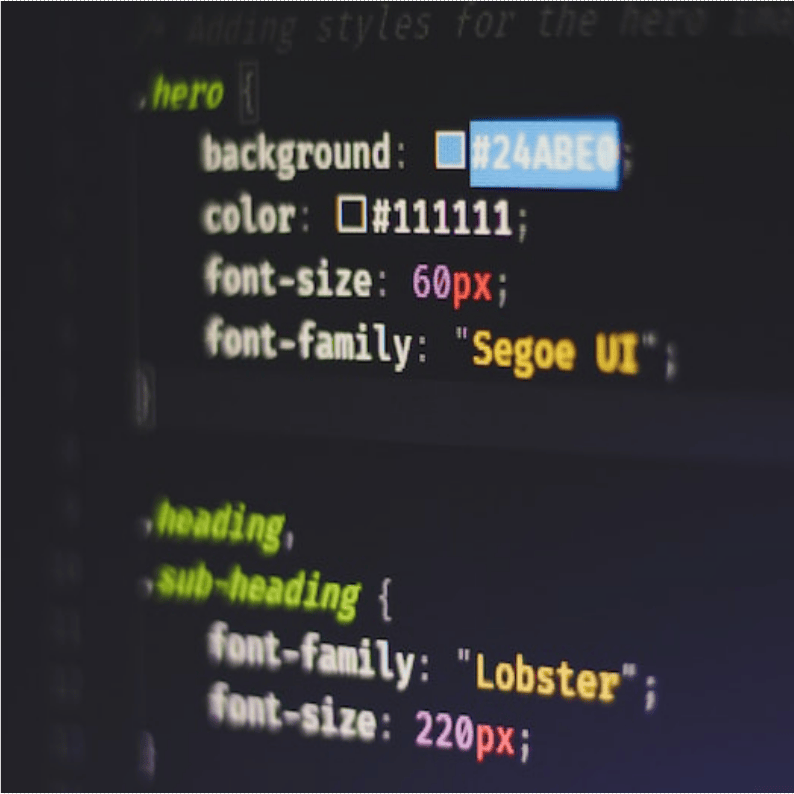 /* Adding styles for the hero
.hero {
background: #24ABE0;
color: #111111;
font-size: 60px;
font-family: "Segoe UI";
}
.heading,
.sub-heading {
font-family: "Lobster";
font-size: 220px;
}